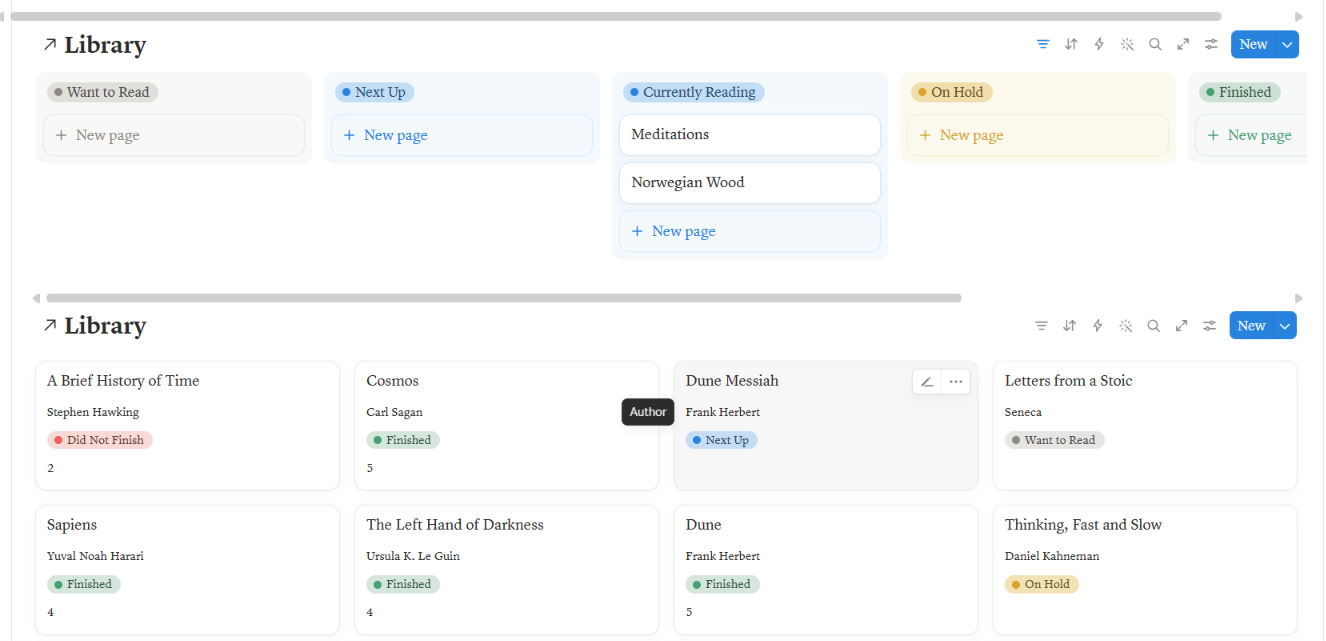 Library
New
Want to Read
+ New page
Next Up
+ New page
Currently Reading
Meditations
Norwegian Wood
+ New page
On Hold
+ New page
Finished
+ New page
Library
New
A Brief History of Time
Stephen Hawking
Did Not Finish
2
Cosmos
Carl Sagan
Finished
5
Author
Dune Messiah
Frank Herbert
Next Up
Letters from a Stoic
Seneca
Want to Read
Sapiens
Yuval Noah Harari
Finished
4
The Left Hand of Darkness
Ursula K. Le Guin
Finished
4
Dune
Frank Herbert
Finished
5
Thinking, Fast and Slow
Daniel Kahneman
On Hold